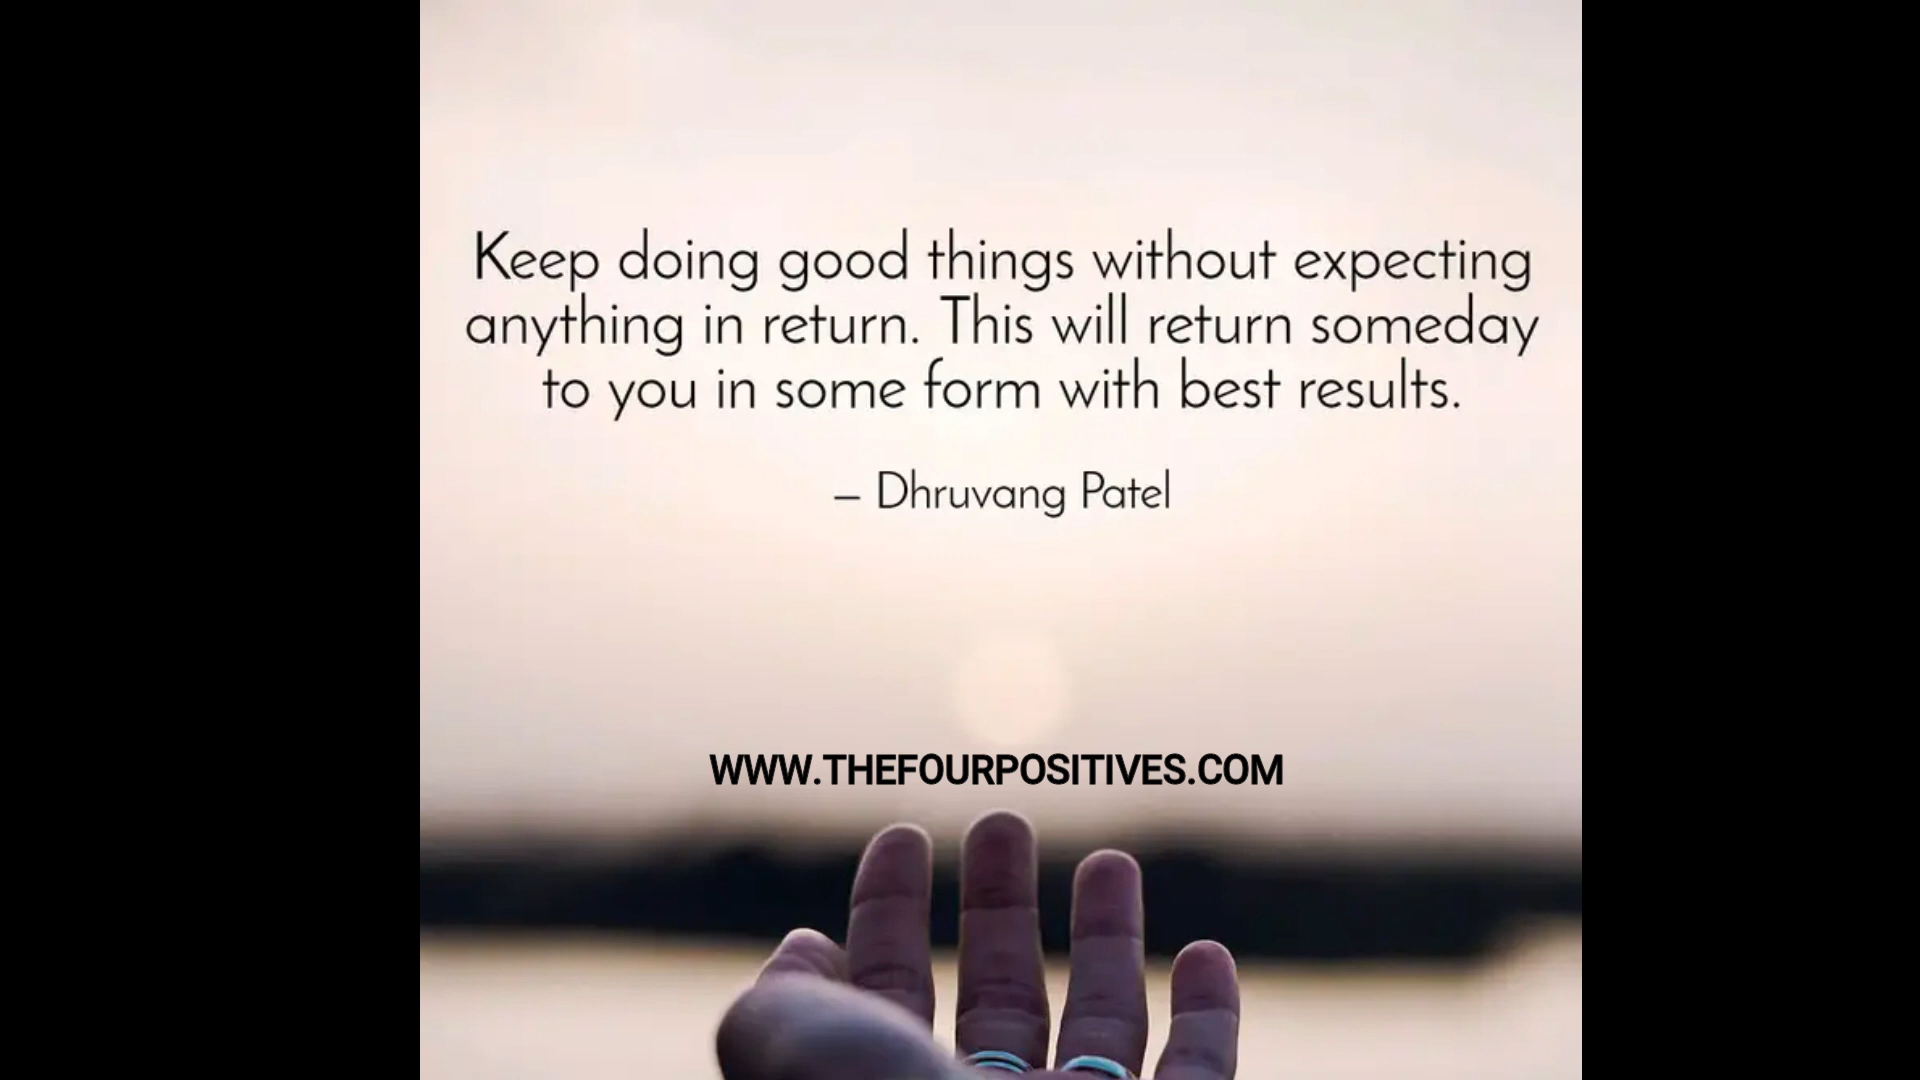 Keep doing good things without expecting
anything in return. This will return someday
to you in some form with best results.
– Dhruvang Patel
WWW.THEFOURPOSITIVES.COM